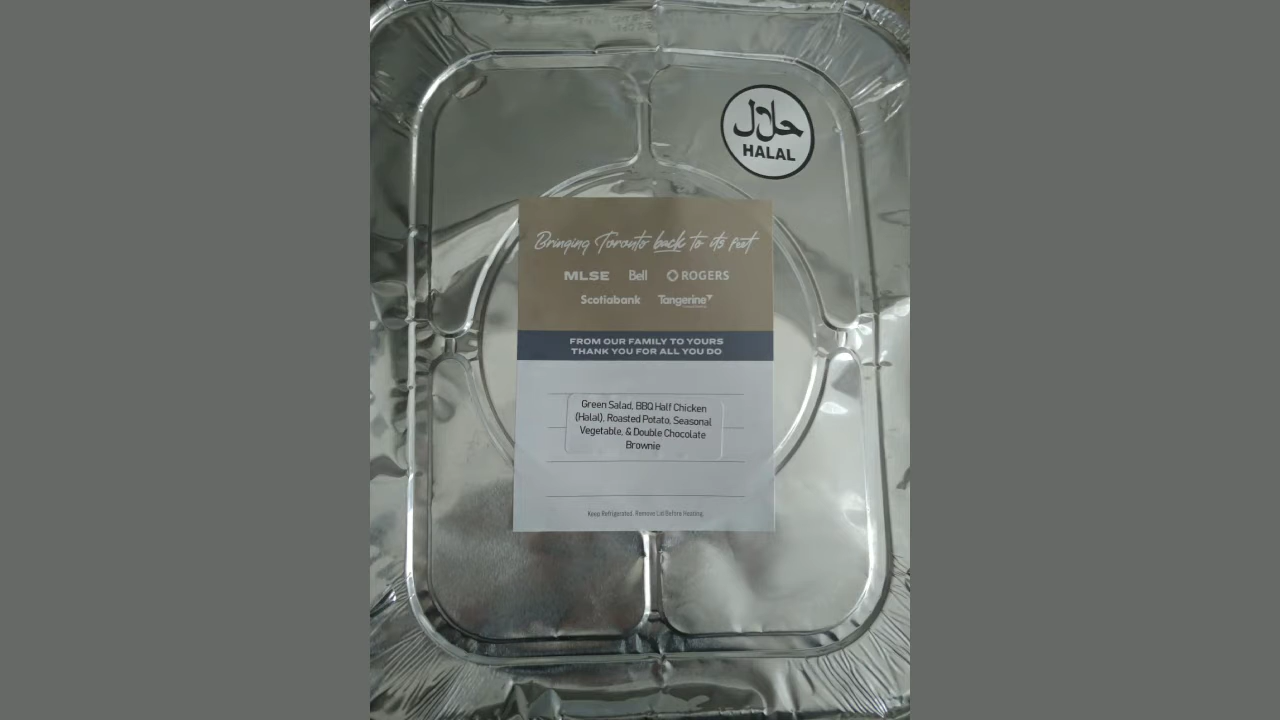 حلال
HALAL
Bringing Toronto back to its feet
MLSE Bell ROGERS
Scotiabank Tangerine
FROM OUR FAMILY TO YOURS
THANK YOU FOR ALL YOU DO
Green Salad, BBQ Half Chicken
(Halal), Roasted Potato, Seasonal
Vegetable, & Double Chocolate
Brownie
Keep Refrigerated. Remove Lid Before Heating.